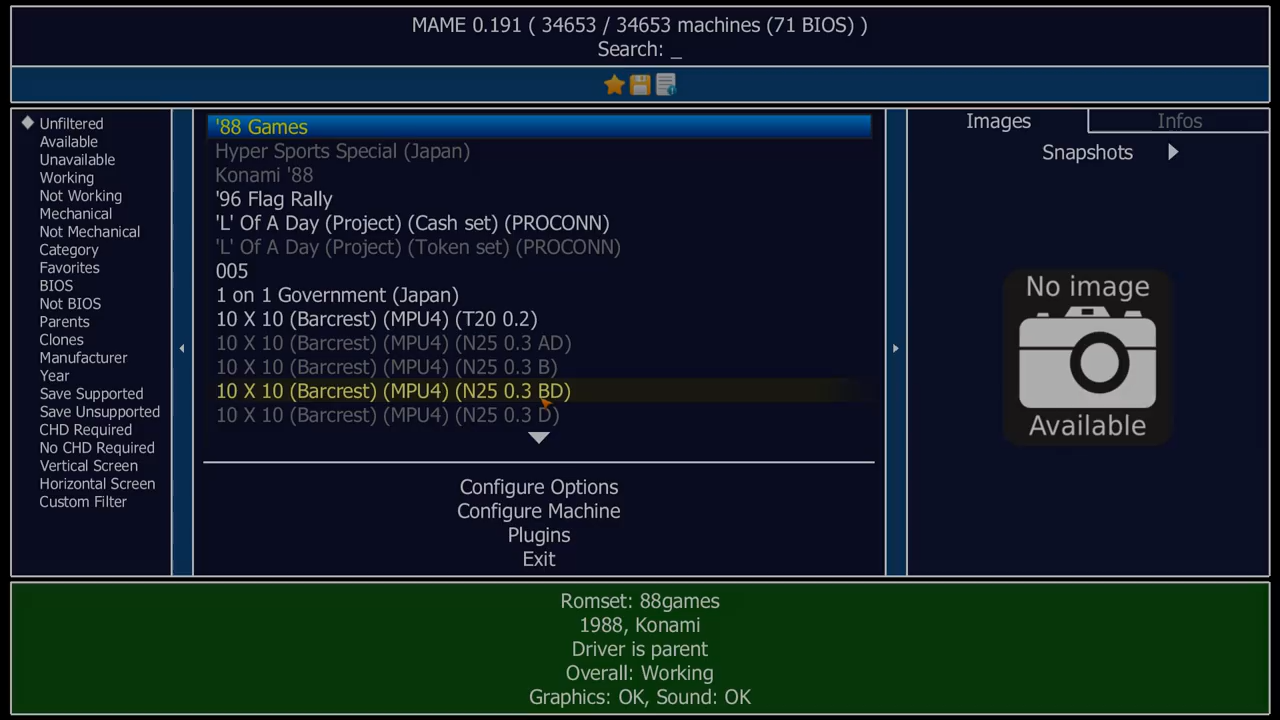 MAME 0.191 ( 34653 / 34653 machines (71 BIOS) )
Search: _
Unfiltered
Available
Unavailable
Working
Not Working
Mechanical
Not Mechanical
Category
Favorites
BIOS
Not BIOS
Parents
Clones
Manufacturer
Year
Save Supported
Save Unsupported
CHD Required
No CHD Required
Vertical Screen
Horizontal Screen
Custom Filter
'88 Games
Hyper Sports Special (Japan)
Konami '88
'96 Flag Rally
'L' Of A Day (Project) (Cash set) (PROCONN)
'L' Of A Day (Project) (Token set) (PROCONN)
005
1 on 1 Government (Japan)
10 X 10 (Barcrest) (MPU4) (T20 0.2)
10 X 10 (Barcrest) (MPU4) (N25 0.3 AD)
10 X 10 (Barcrest) (MPU4) (N25 0.3 B)
10 X 10 (Barcrest) (MPU4) (N25 0.3 BD)
10 X 10 (Barcrest) (MPU4) (N25 0.3 D)
Configure Options
Configure Machine
Plugins
Exit
Images
Infos
Snapshots
No image
Available
Romset: 88games
1988, Konami
Driver is parent
Overall: Working
Graphics: OK, Sound: OK